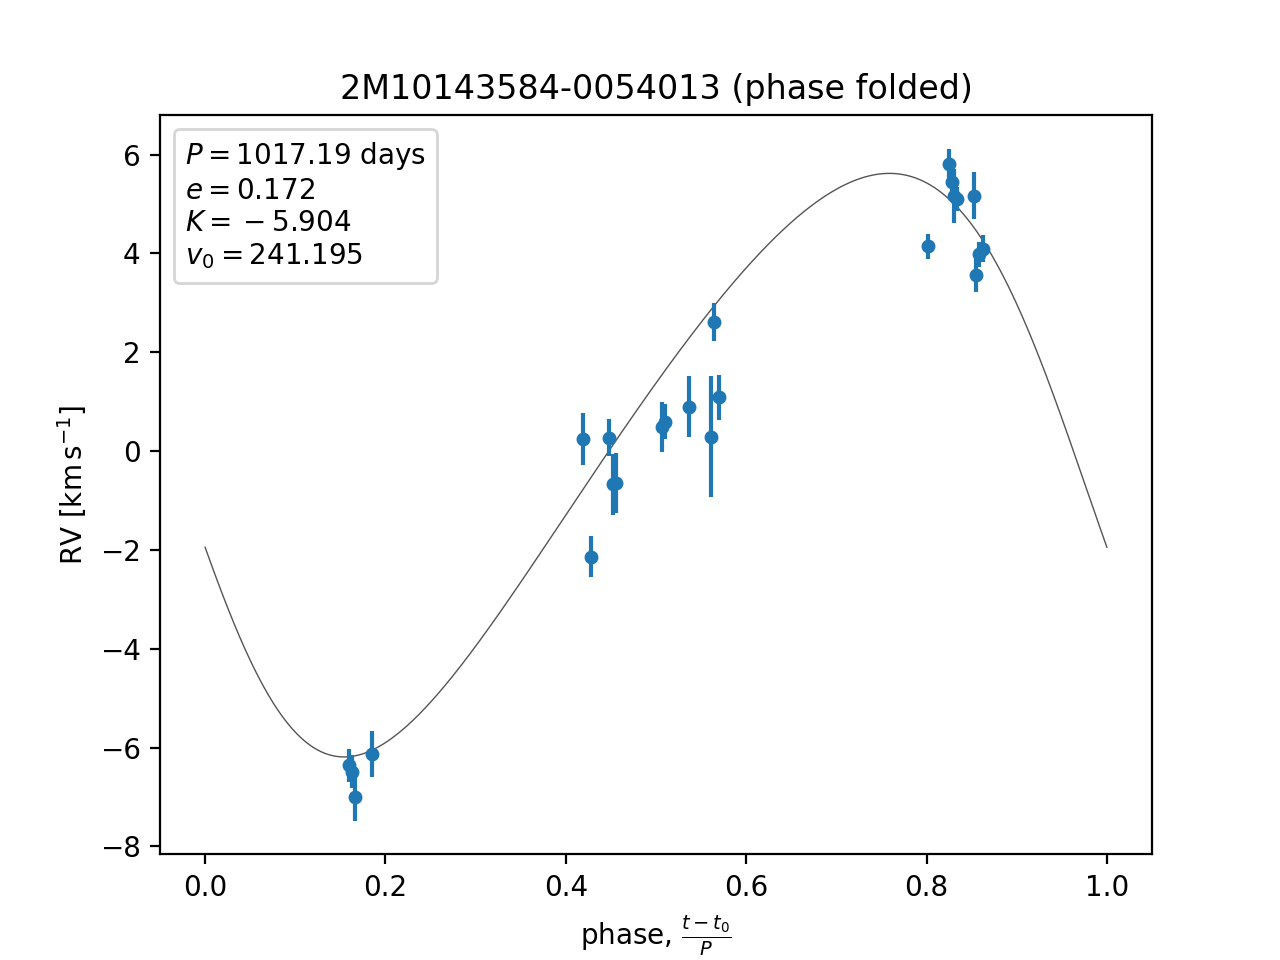 2M10143584-0054013 (phase folded)
P = 1017.19 days
e = 0.172
K = −5.904
v₀ = 241.195
6
4
2
0
−2
−4
−6
−8
RV [km s⁻¹]
0.0 0.2 0.4 0.6 0.8 1.0
phase, (t − t₀)/P